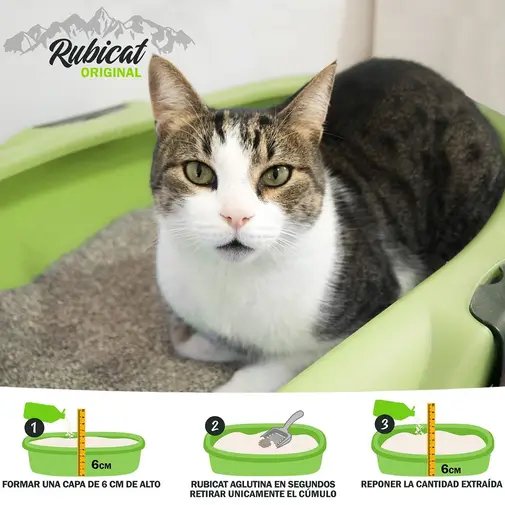 Rubicat
ORIGINAL
1
6CM
FORMAR UNA CAPA DE 6 CM DE ALTO
2
RUBICAT AGLUTINA EN SEGUNDOS
RETIRAR UNICAMENTE EL CÚMULO
3
6CM
REPONER LA CANTIDAD EXTRAÍDA